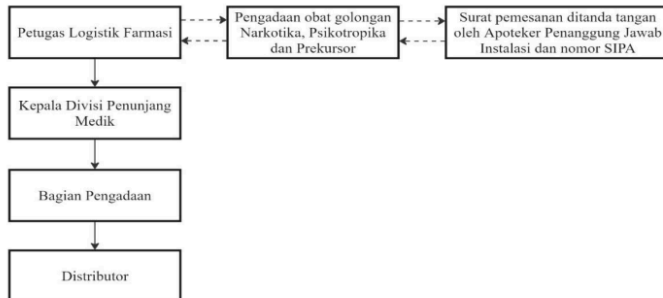 Petugas Logistik Farmasi
Pengadaan obat golongan
Narkotika, Psikotropika
dan Prekursor
Surat pemesanan ditanda tangan
oleh Apoteker Penanggung Jawab
Instalasi dan nomor SIPA
Kepala Divisi Penunjang
Medik
Bagian Pengadaan
Distributor